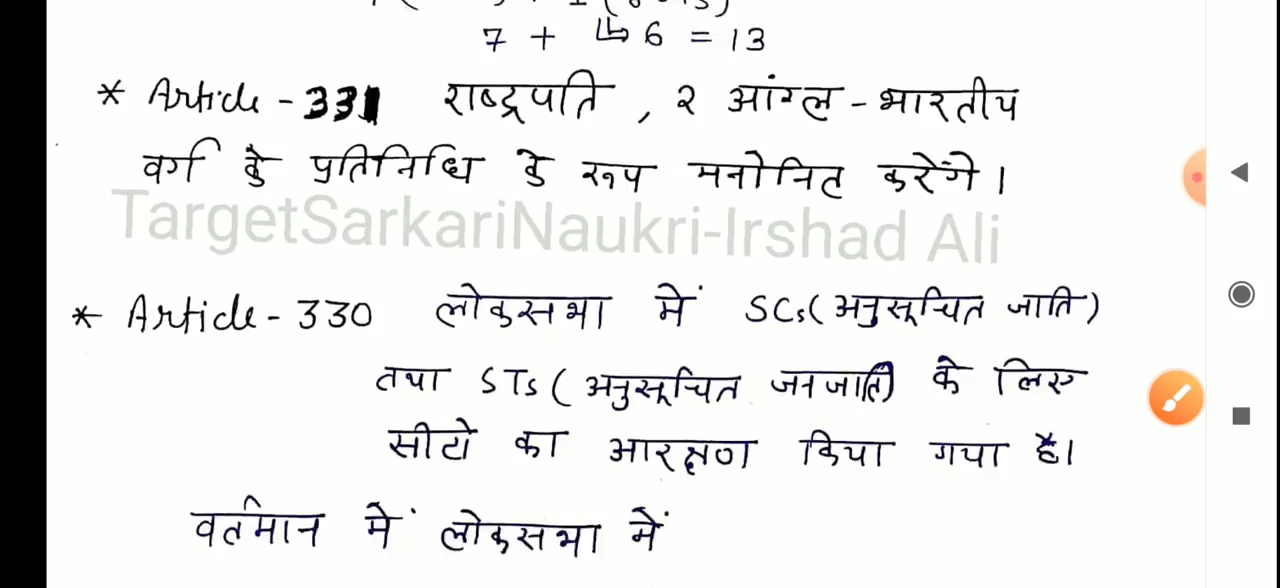 7 + ↳ 6 = 13
* Article - 331 राष्ट्रपति , २ आंग्ल - भारतीय
वर्ग के प्रतिनिधि के रूप मनोनित करेंगे।
TargetSarkariNaukri-Irshad Ali
* Article - 330 लोकसभा में SCs (अनुसूचित जाति)
तथा STs ( अनुसूचित जनजाति) के लिए
सीटो का आरक्षण किया गया है।
वर्तमान में लोकसभा में